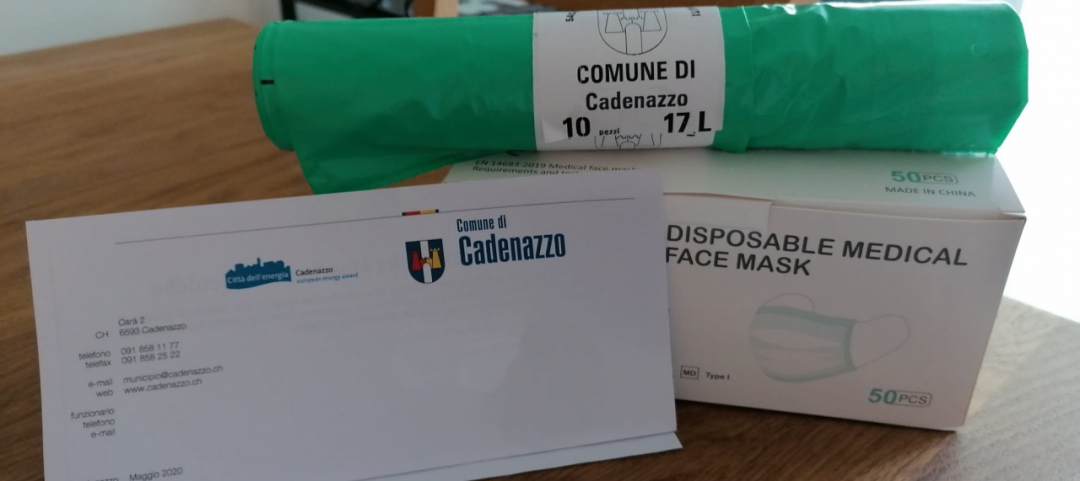 COMUNE DI
Cadenazzo
10 pezzi 17 L
EN 14683-2019 Medical face mask
Requirements and
50PCS
MADE IN CHINA
DISPOSABLE MEDICAL
FACE MASK
MD Type I
50PCS
Comune di
Cadenazzo
Città dell'energia
Cadenazzo
european energy award
Carà 2
CH 6593 Cadenazzo
telefono 091 858 11 77
telefax 091 858 25 22
e-mail municipio@cadenazzo.ch
web www.cadenazzo.ch
funzionario
telefono
e-mail
Maggio 2020